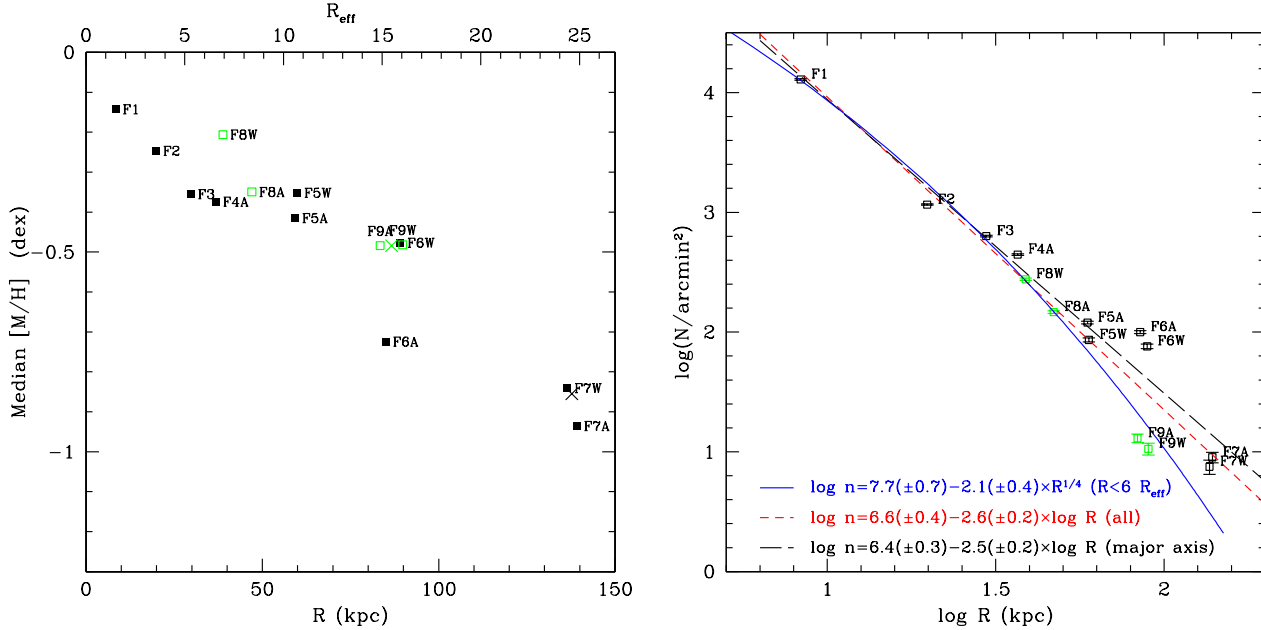 R_eff
0 5 10 15 20 25
0
−0.5
−1
Median [M/H] (dex)
F1
F2
F3
F4A
F8W
F8A
F5W
F5A
F9A
F9W
F6W
F6A
F7W
F7A
0 50 100 150
R (kpc)
4
3
2
1
0
log(N/arcmin²)
F1
F2
F3
F4A
F8W
F8A
F5A
F5W
F6A
F6W
F9A
F9W
F7A
F7W
log n=7.7(±0.7)−2.1(±0.4)×R^1/4 (R<6 R_eff)
log n=6.6(±0.4)−2.6(±0.2)×log R (all)
log n=6.4(±0.3)−2.5(±0.2)×log R (major axis)
1 1.5 2
log R (kpc)